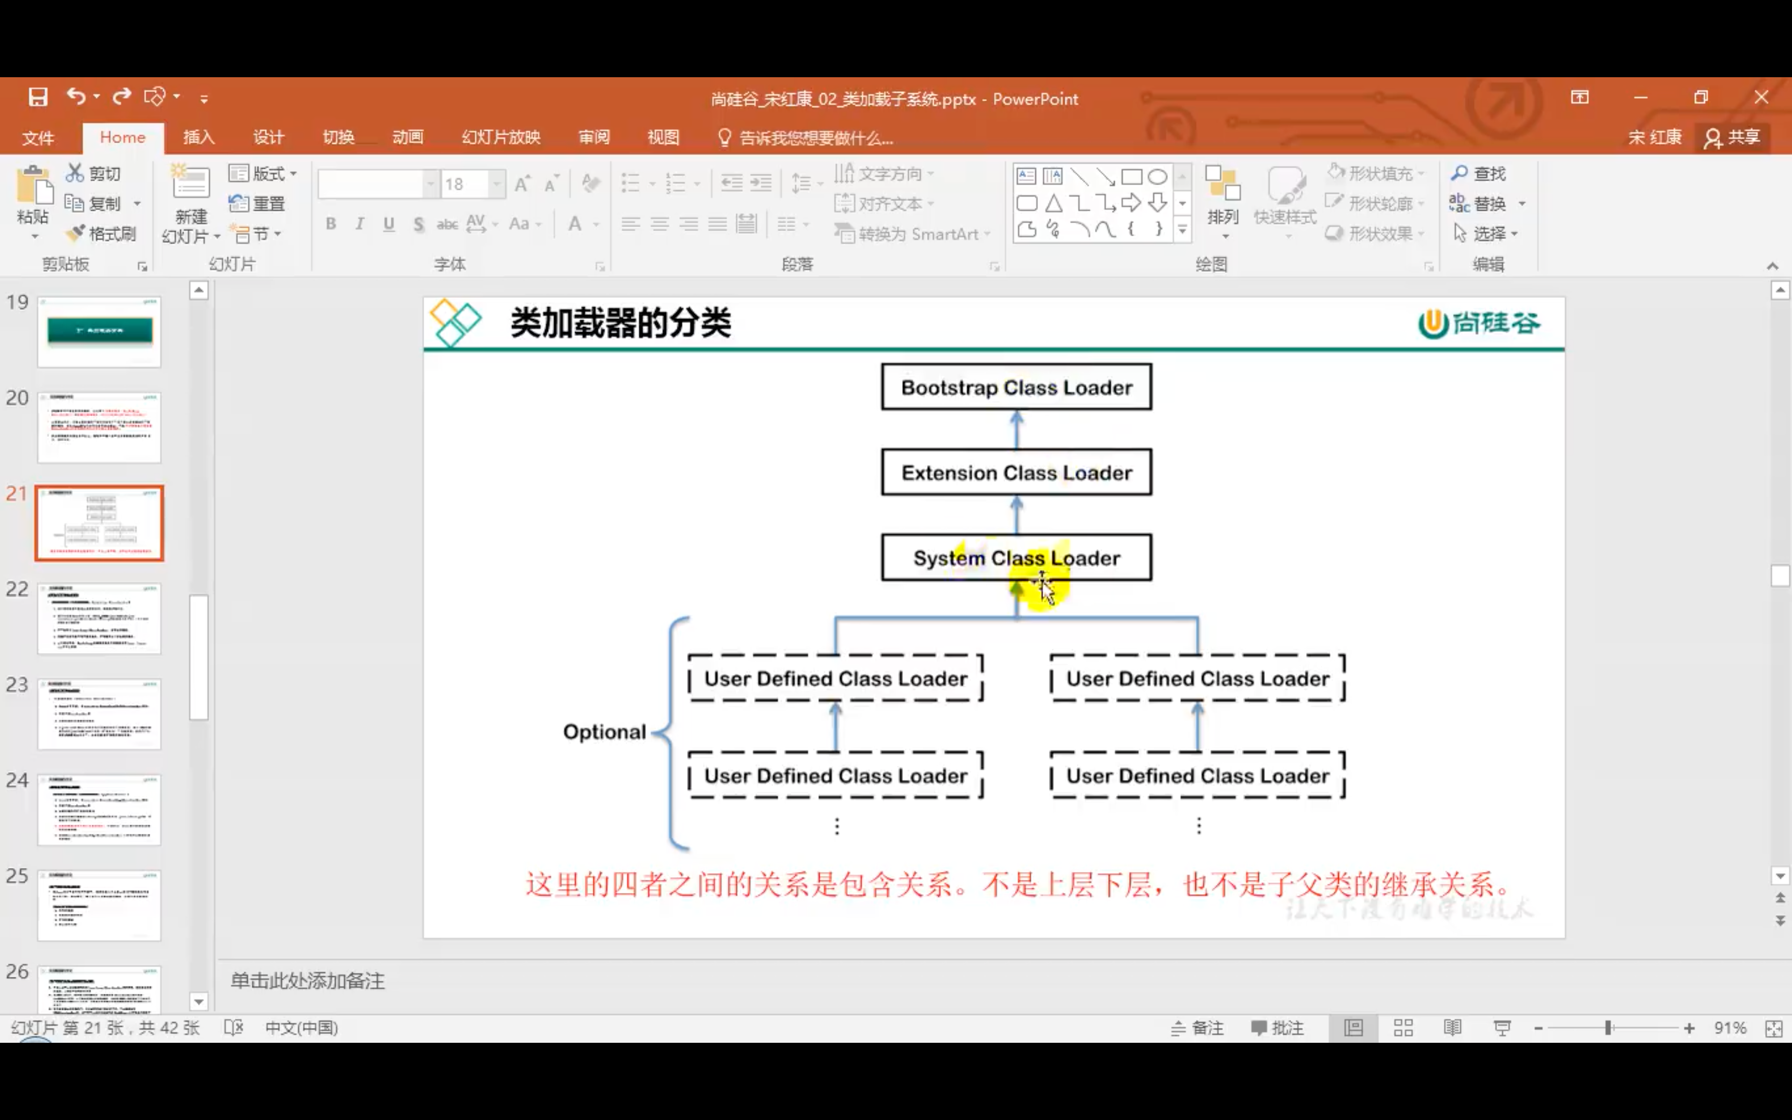 尚硅谷_宋红康_02_类加载子系统.pptx - PowerPoint
文件 Home 插入 设计 切换 动画 幻灯片放映 审阅 视图 告诉我您想要做什么... 宋 红康 共享
粘贴 剪切 复制 格式刷 剪贴板
新建 幻灯片 版式 重置 节 幻灯片
18
B I U S abc AV Aa A 字体
文字方向 对齐文本 转换为 SmartArt 段落
排列 快速样式 形状填充 形状轮廓 形状效果 绘图
查找 替换 选择 编辑
19
20
21
22
23
24
25
26
类加载器的分类
尚硅谷
Bootstrap Class Loader
Extension Class Loader
System Class Loader
User Defined Class Loader User Defined Class Loader
Optional
User Defined Class Loader User Defined Class Loader
这里的四者之间的关系是包含关系。不是上层下层，也不是子父类的继承关系。
让天下没有难学的技术
单击此处添加备注
幻灯片 第 21 张，共 42 张 中文(中国) 备注 批注 91%